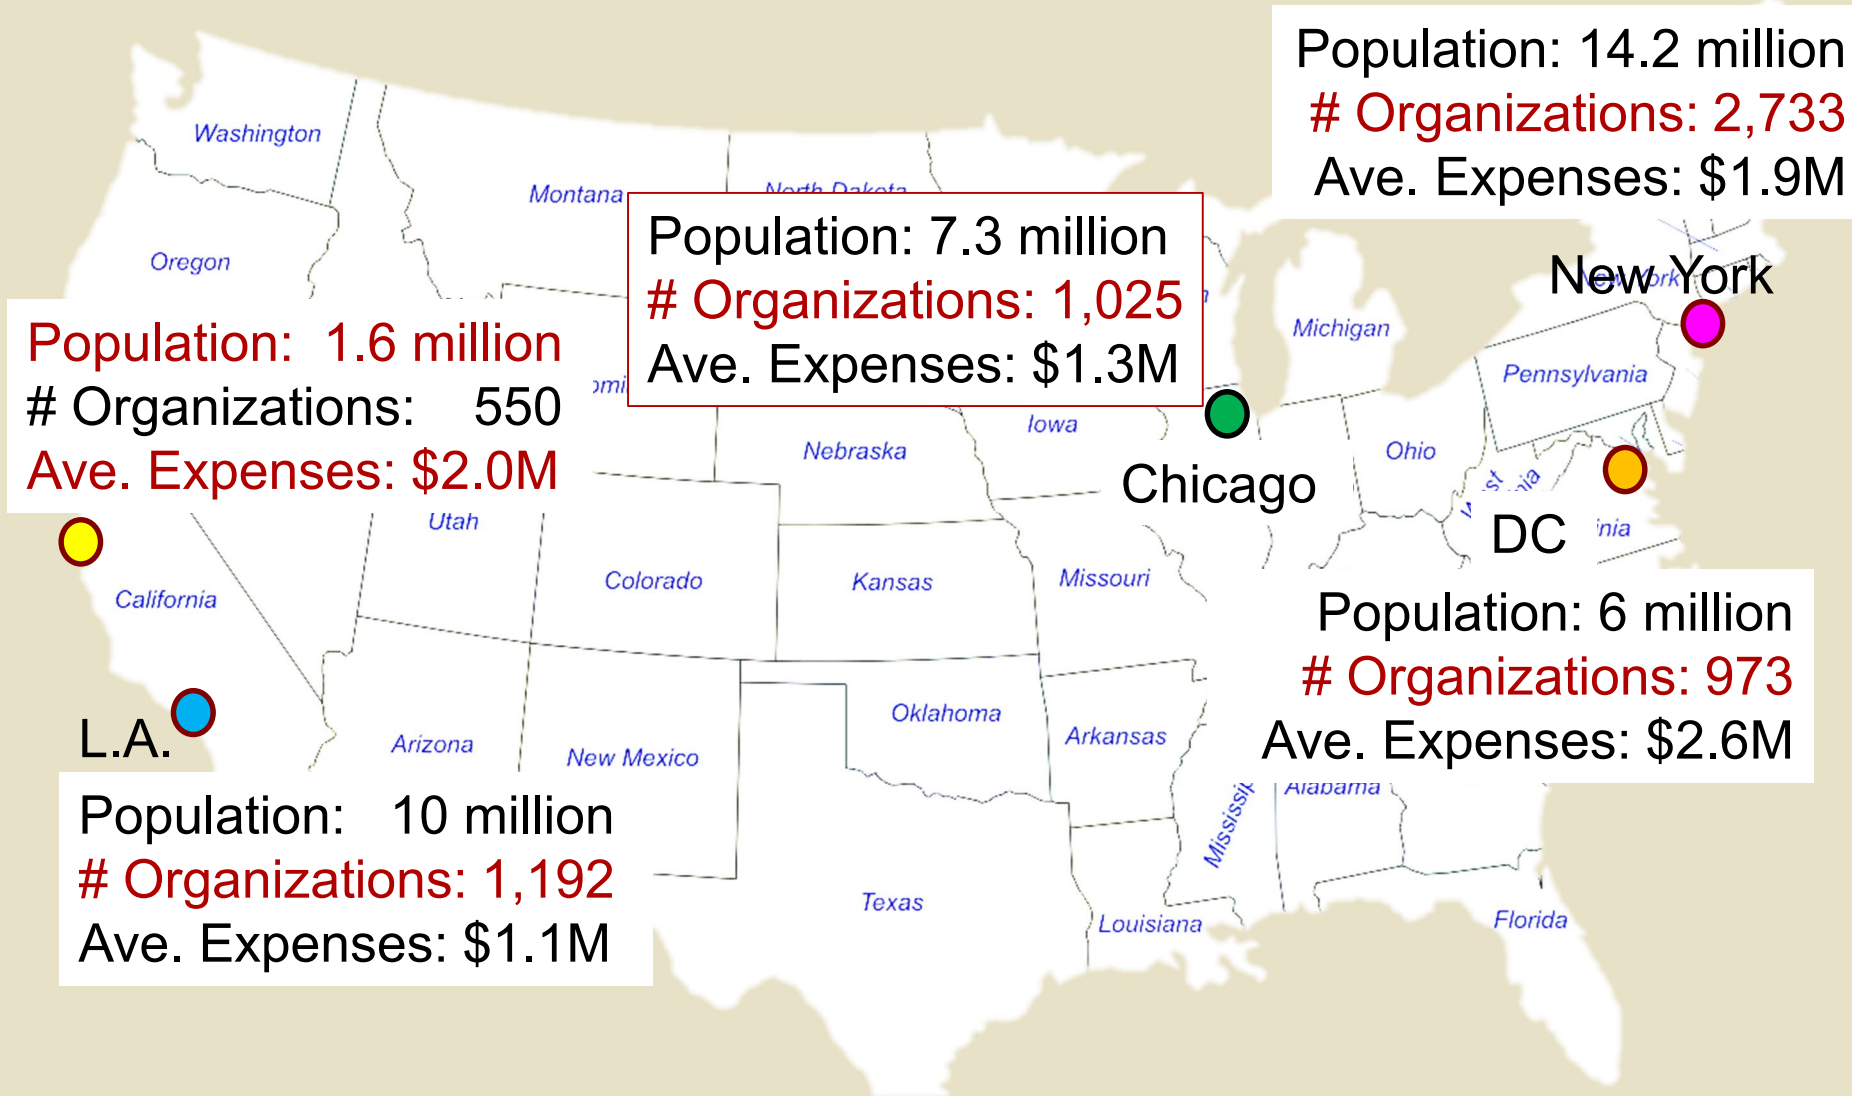 Population: 14.2 million
# Organizations: 2,733
Ave. Expenses: $1.9M
Washington
Montana
North Dakota
Oregon
Population: 7.3 million
# Organizations: 1,025
Ave. Expenses: $1.3M
New York
New York
Michigan
Pennsylvania
Population: 1.6 million
# Organizations: 550
Ave. Expenses: $2.0M
Nebraska
Iowa
Ohio
Chicago
DC
Utah
Colorado
Kansas
Missouri
California
Population: 6 million
# Organizations: 973
Ave. Expenses: $2.6M
L.A.
Arizona
New Mexico
Oklahoma
Arkansas
Alabama
Population: 10 million
# Organizations: 1,192
Ave. Expenses: $1.1M
Texas
Louisiana
Florida